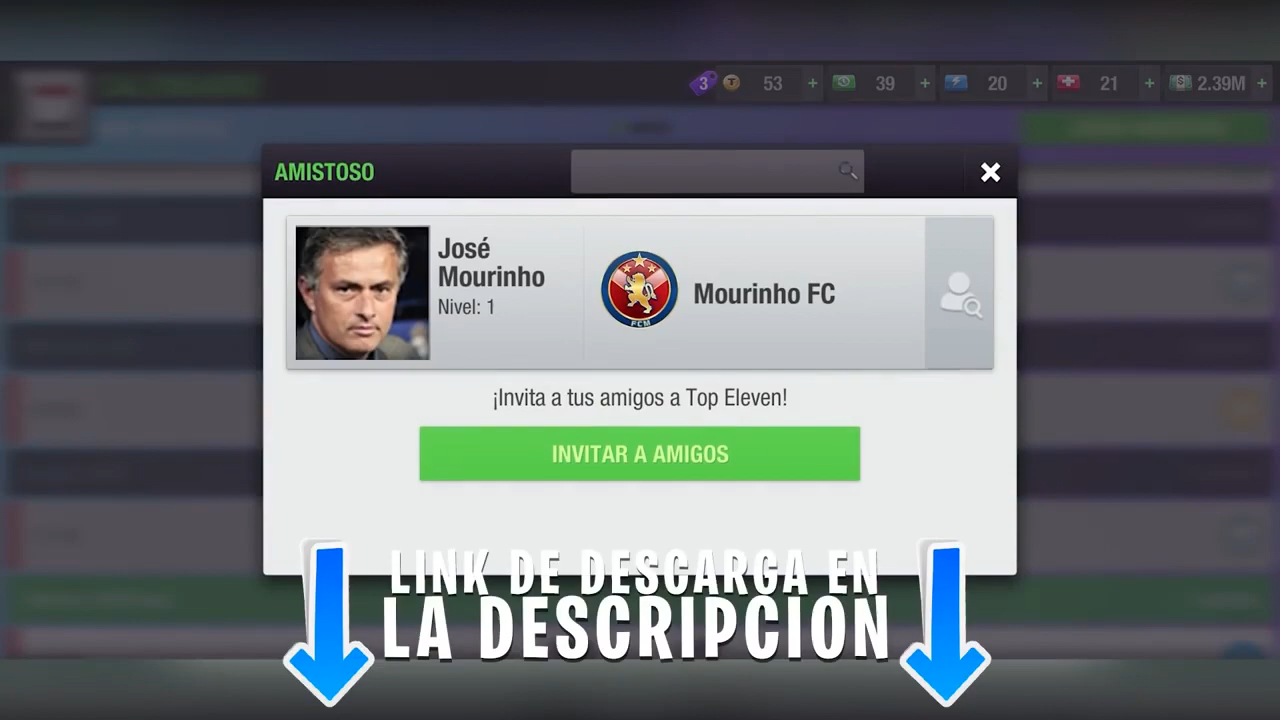 3 53 + 39 + 20 + 21 + 2.39M +
AMISTOSO
José
Mourinho
Nivel: 1
Mourinho FC
FCM
¡Invita a tus amigos a Top Eleven!
INVITAR A AMIGOS
LINK DE DESCARGA EN
LA DESCRIPCION